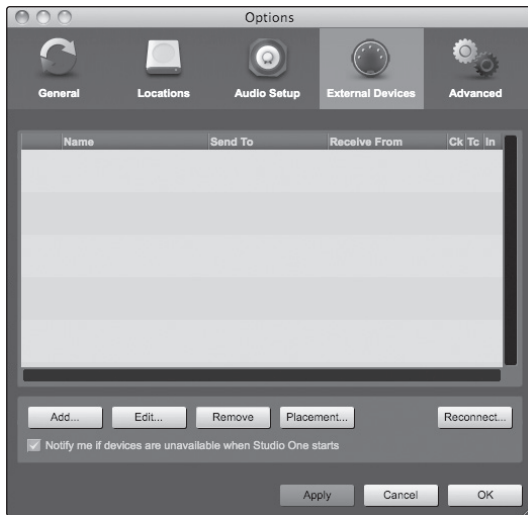 Options
General Locations Audio Setup External Devices Advanced
Name Send To Receive From Ck Tc In
Add... Edit... Remove Placement... Reconnect...
Notify me if devices are unavailable when Studio One starts
Apply Cancel OK